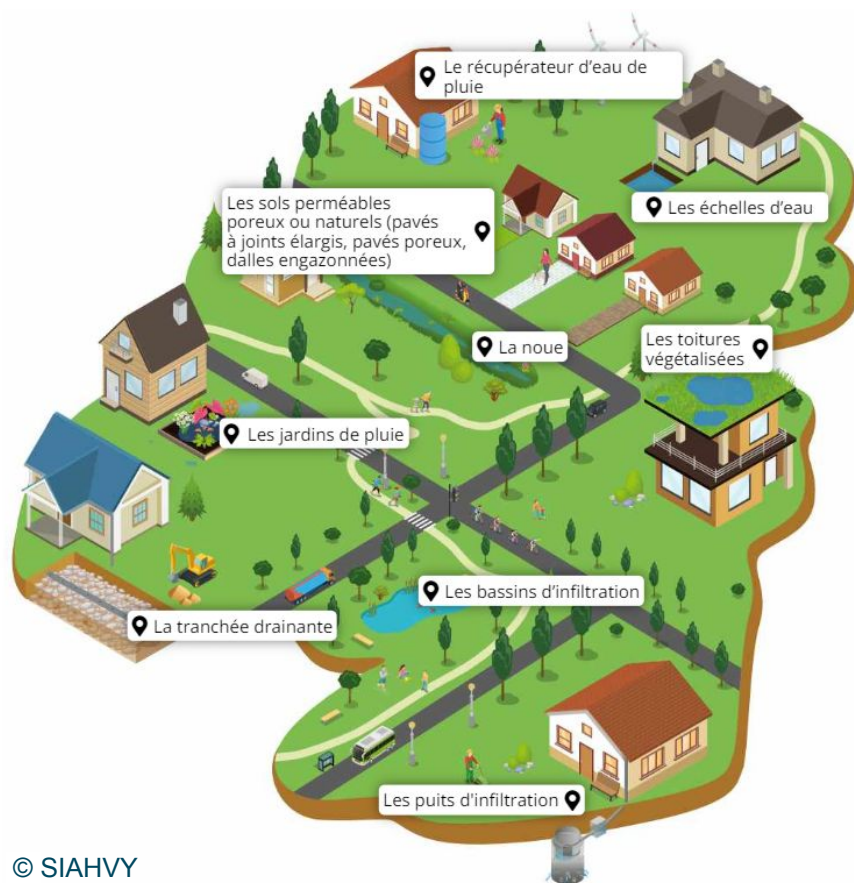 Le récupérateur d'eau de
pluie
Les sols perméables
poreux ou naturels (pavés
à joints élargis, pavés poreux,
dalles engazonnées)
Les échelles d'eau
La noue
Les toitures
végétalisées
Les jardins de pluie
Les bassins d'infiltration
La tranchée drainante
Les puits d'infiltration
© SIAHVY